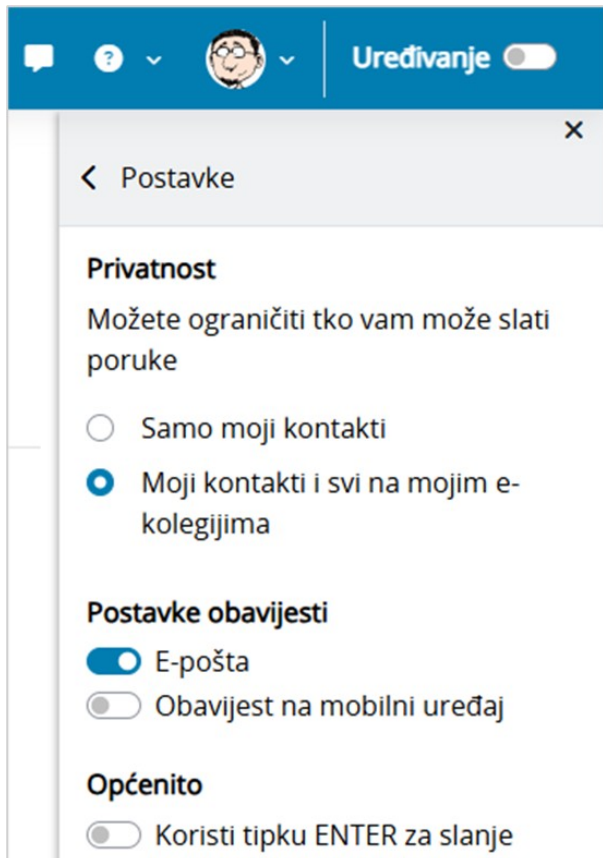 Uređivanje
Postavke
Privatnost
Možete ograničiti tko vam može slati
poruke
Samo moji kontakti
Moji kontakti i svi na mojim e-
kolegijima
Postavke obavijesti
E-pošta
Obavijest na mobilni uređaj
Općenito
Koristi tipku ENTER za slanje